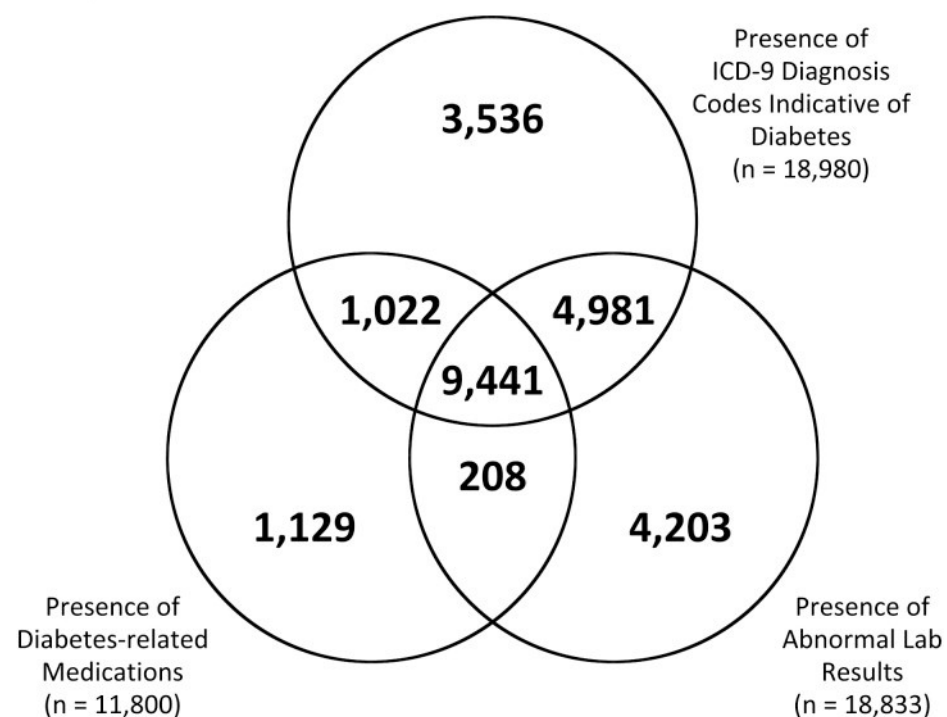 Presence of
ICD-9 Diagnosis
Codes Indicative of
Diabetes
(n = 18,980)
3,536
1,022
4,981
9,441
208
1,129
4,203
Presence of
Diabetes-related
Medications
(n = 11,800)
Presence of
Abnormal Lab
Results
(n = 18,833)